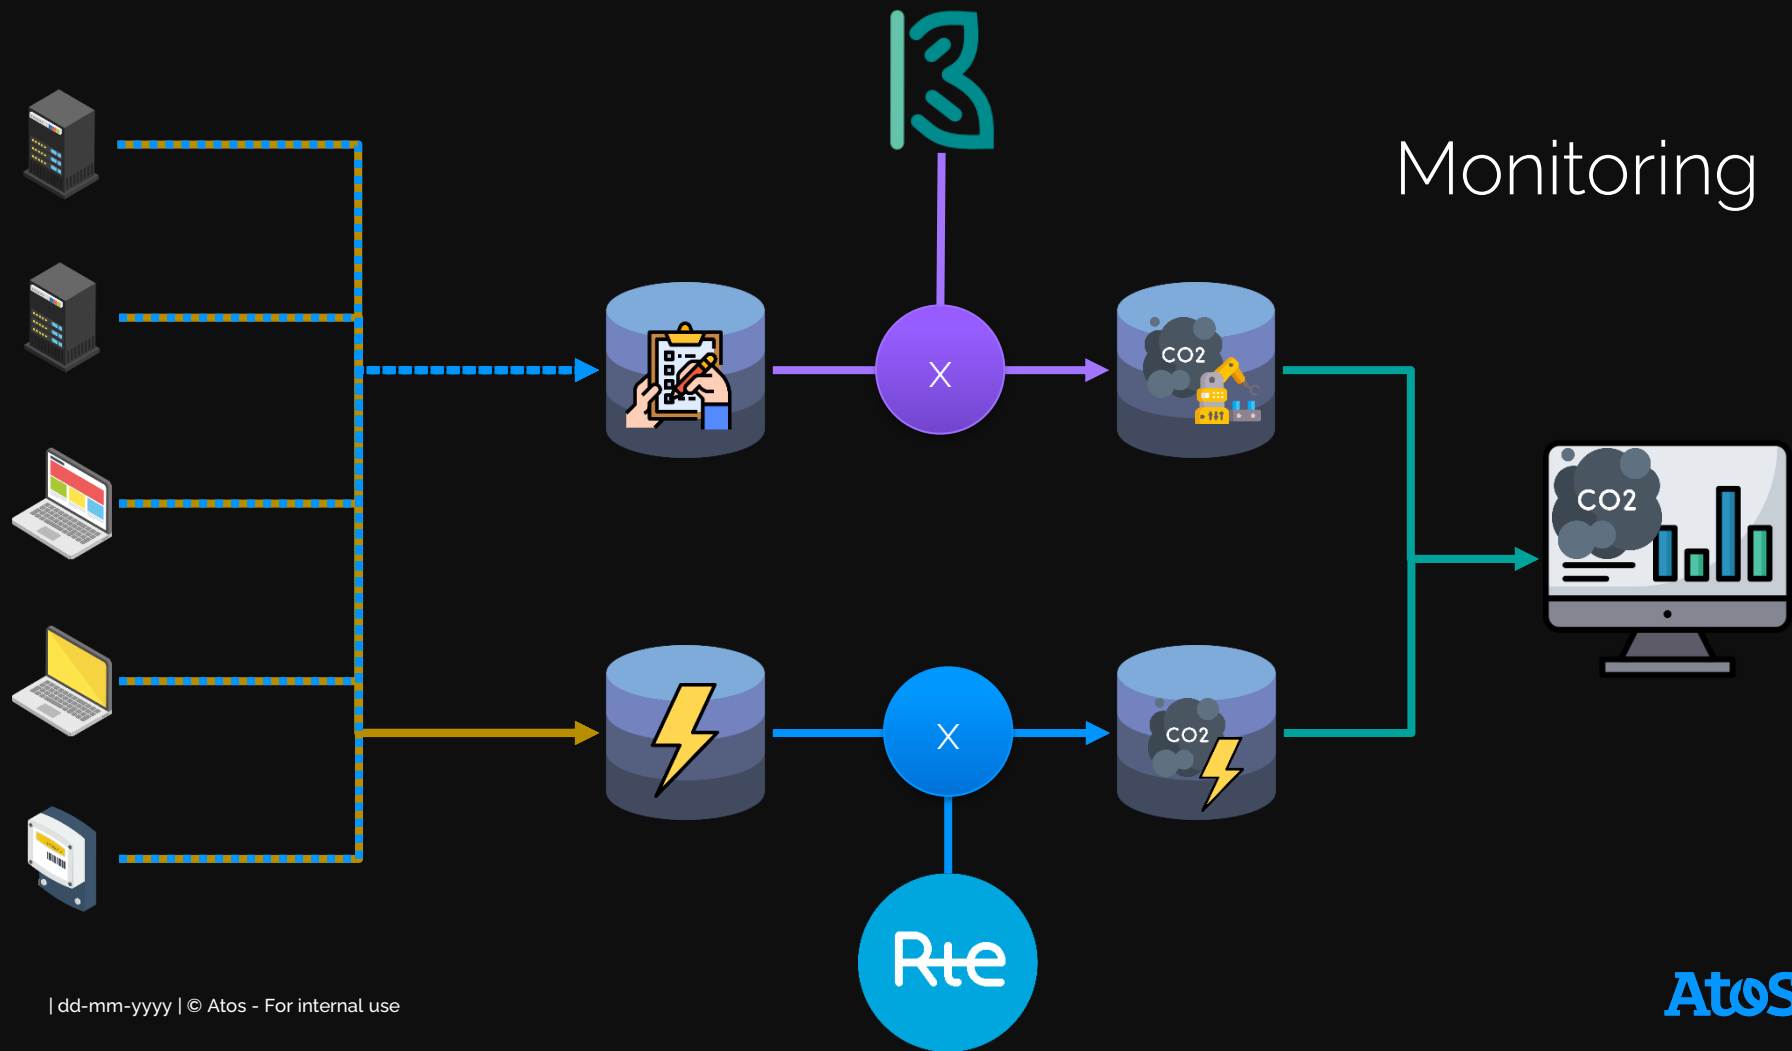 Monitoring
X
CO2
CO2
X
CO2
Rte
| dd-mm-yyyy | © Atos - For internal use
Atos